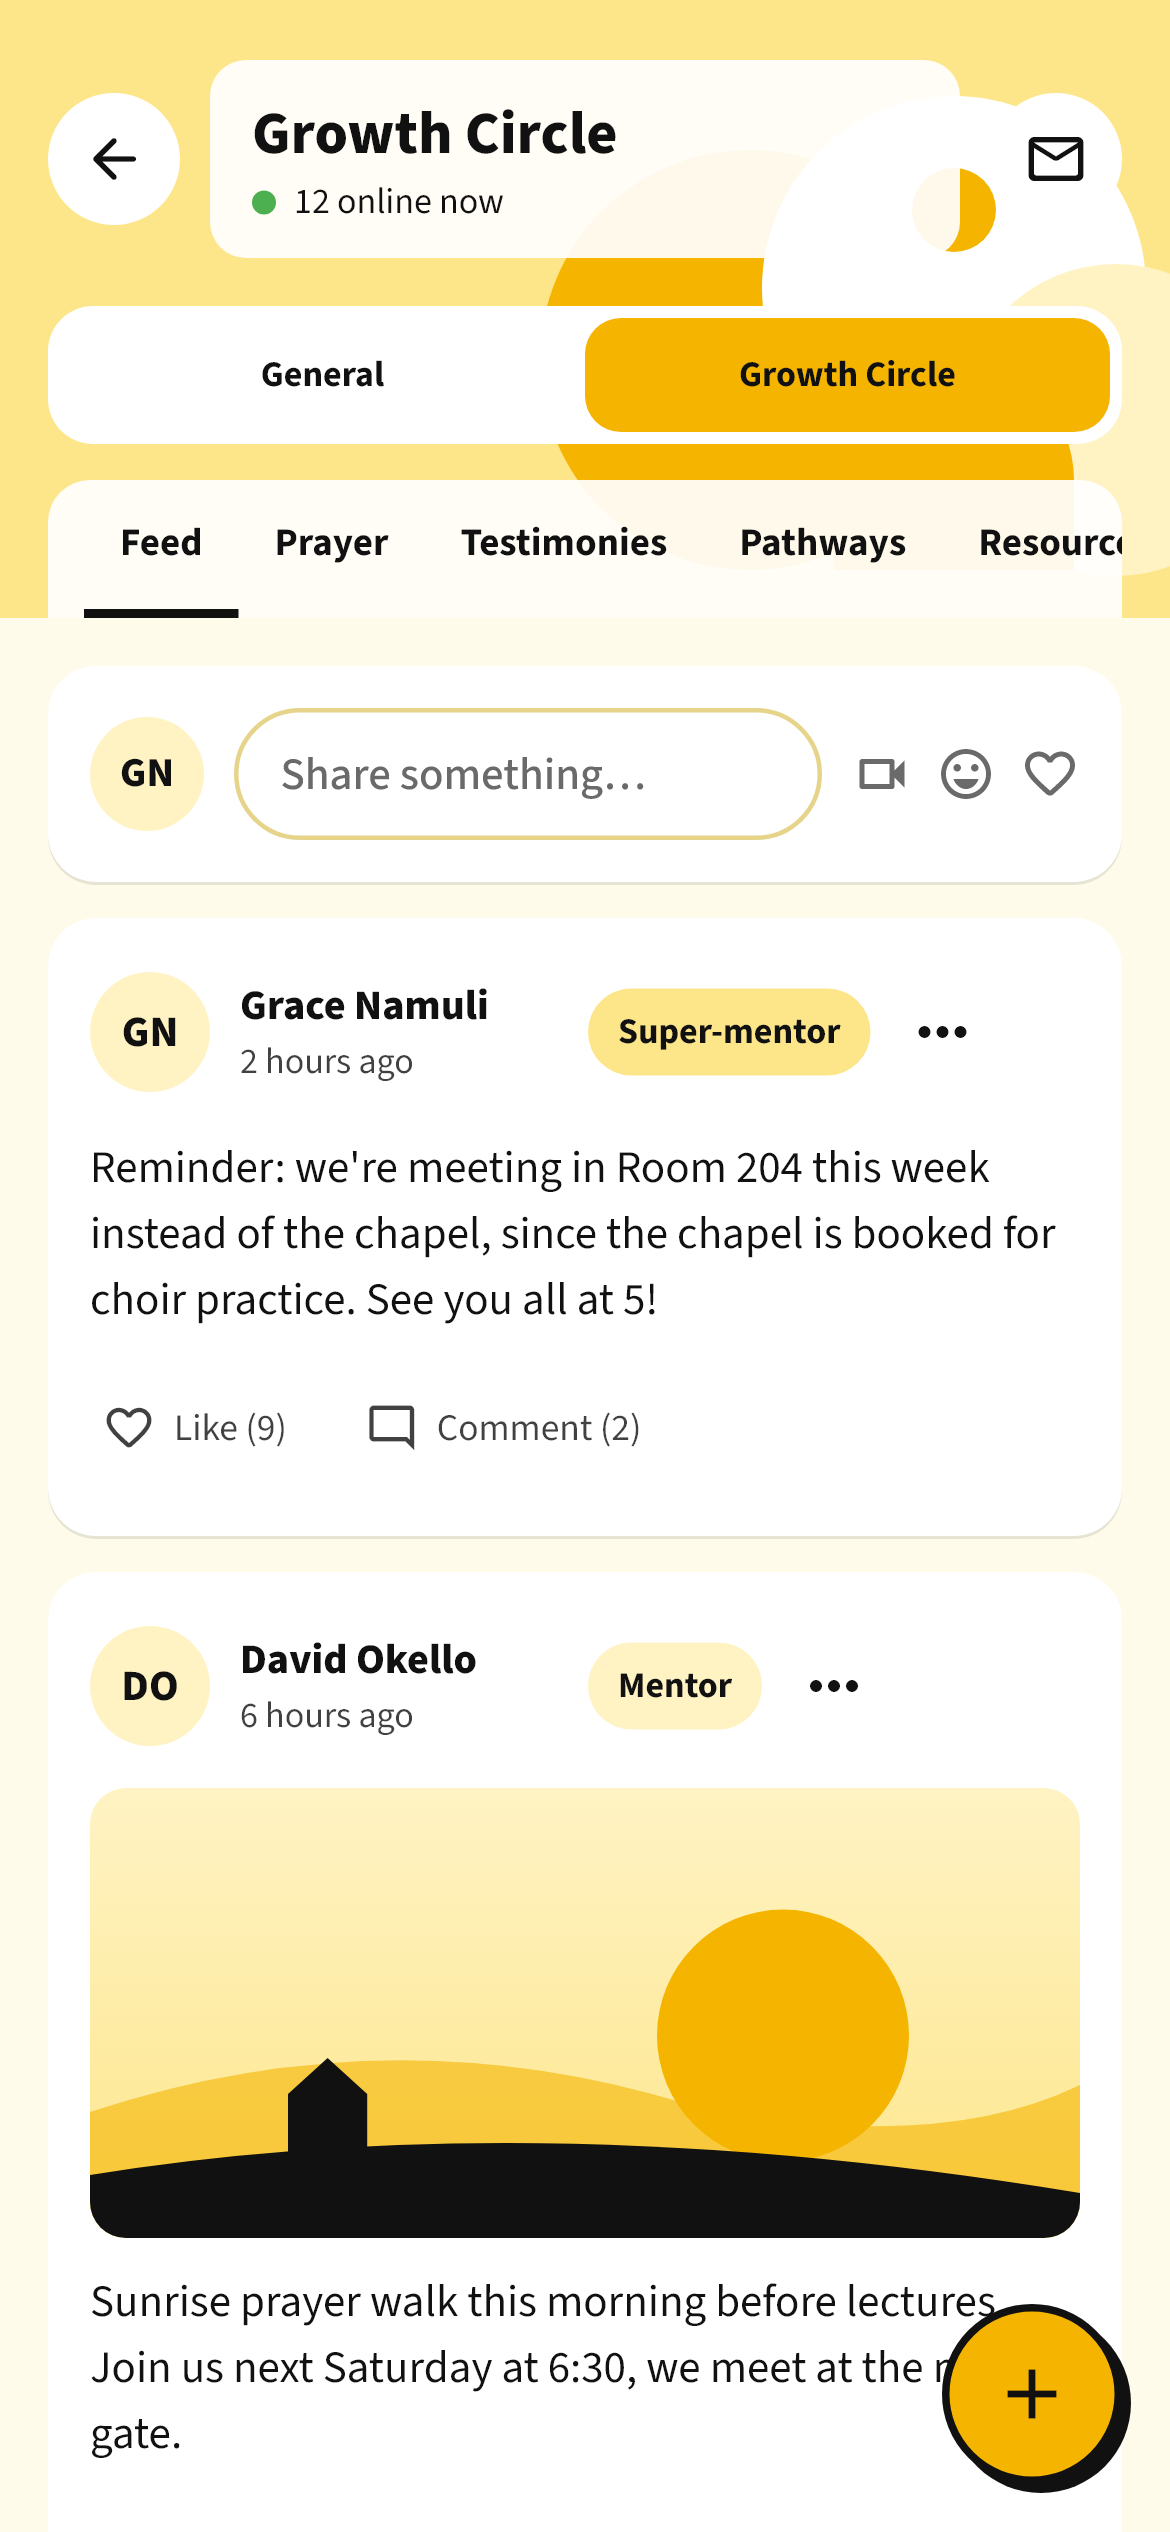 Growth Circle
12 online now
General
Growth Circle
Feed
Prayer
Testimonies
Pathways
GN
Share something...
GN
Grace Namuli
2 hours ago
Super-mentor
Reminder: we're meeting in Room 204 this week
instead of the chapel, since the chapel is booked for
choir practice. See you all at 5!
Like (9)
Comment (2)
DO
David Okello
6 hours ago
Mentor
Sunrise prayer walk this morning before lectures
Join us next Saturday at 6:30, we meet at the
gate.